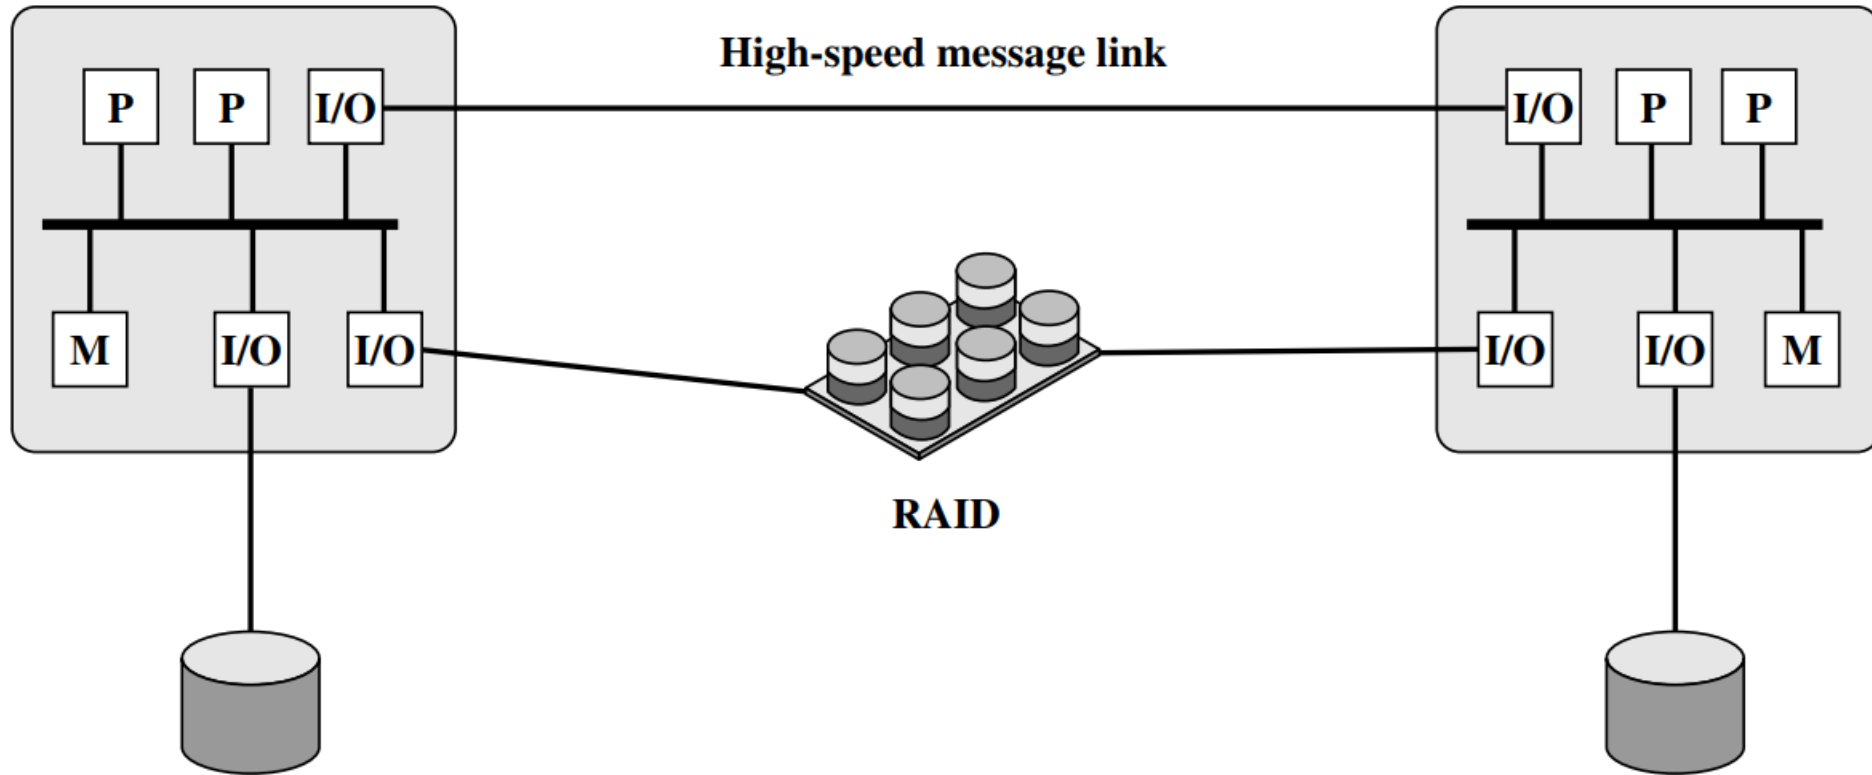 High-speed message link
P P I/O I/O P P
M I/O I/O I/O I/O M
RAID